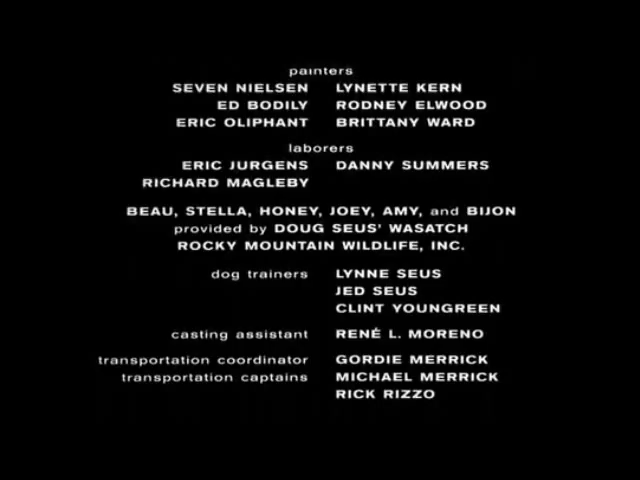 painters
SEVEN NIELSEN LYNETTE KERN
ED BODILY RODNEY ELWOOD
ERIC OLIPHANT BRITTANY WARD
laborers
ERIC JURGENS DANNY SUMMERS
RICHARD MAGLEBY
BEAU, STELLA, HONEY, JOEY, AMY, and BIJON
provided by DOUG SEUS' WASATCH
ROCKY MOUNTAIN WILDLIFE, INC.
dog trainers LYNNE SEUS
JED SEUS
CLINT YOUNGREEN
casting assistant RENÉ L. MORENO
transportation coordinator GORDIE MERRICK
transportation captains MICHAEL MERRICK
RICK RIZZO